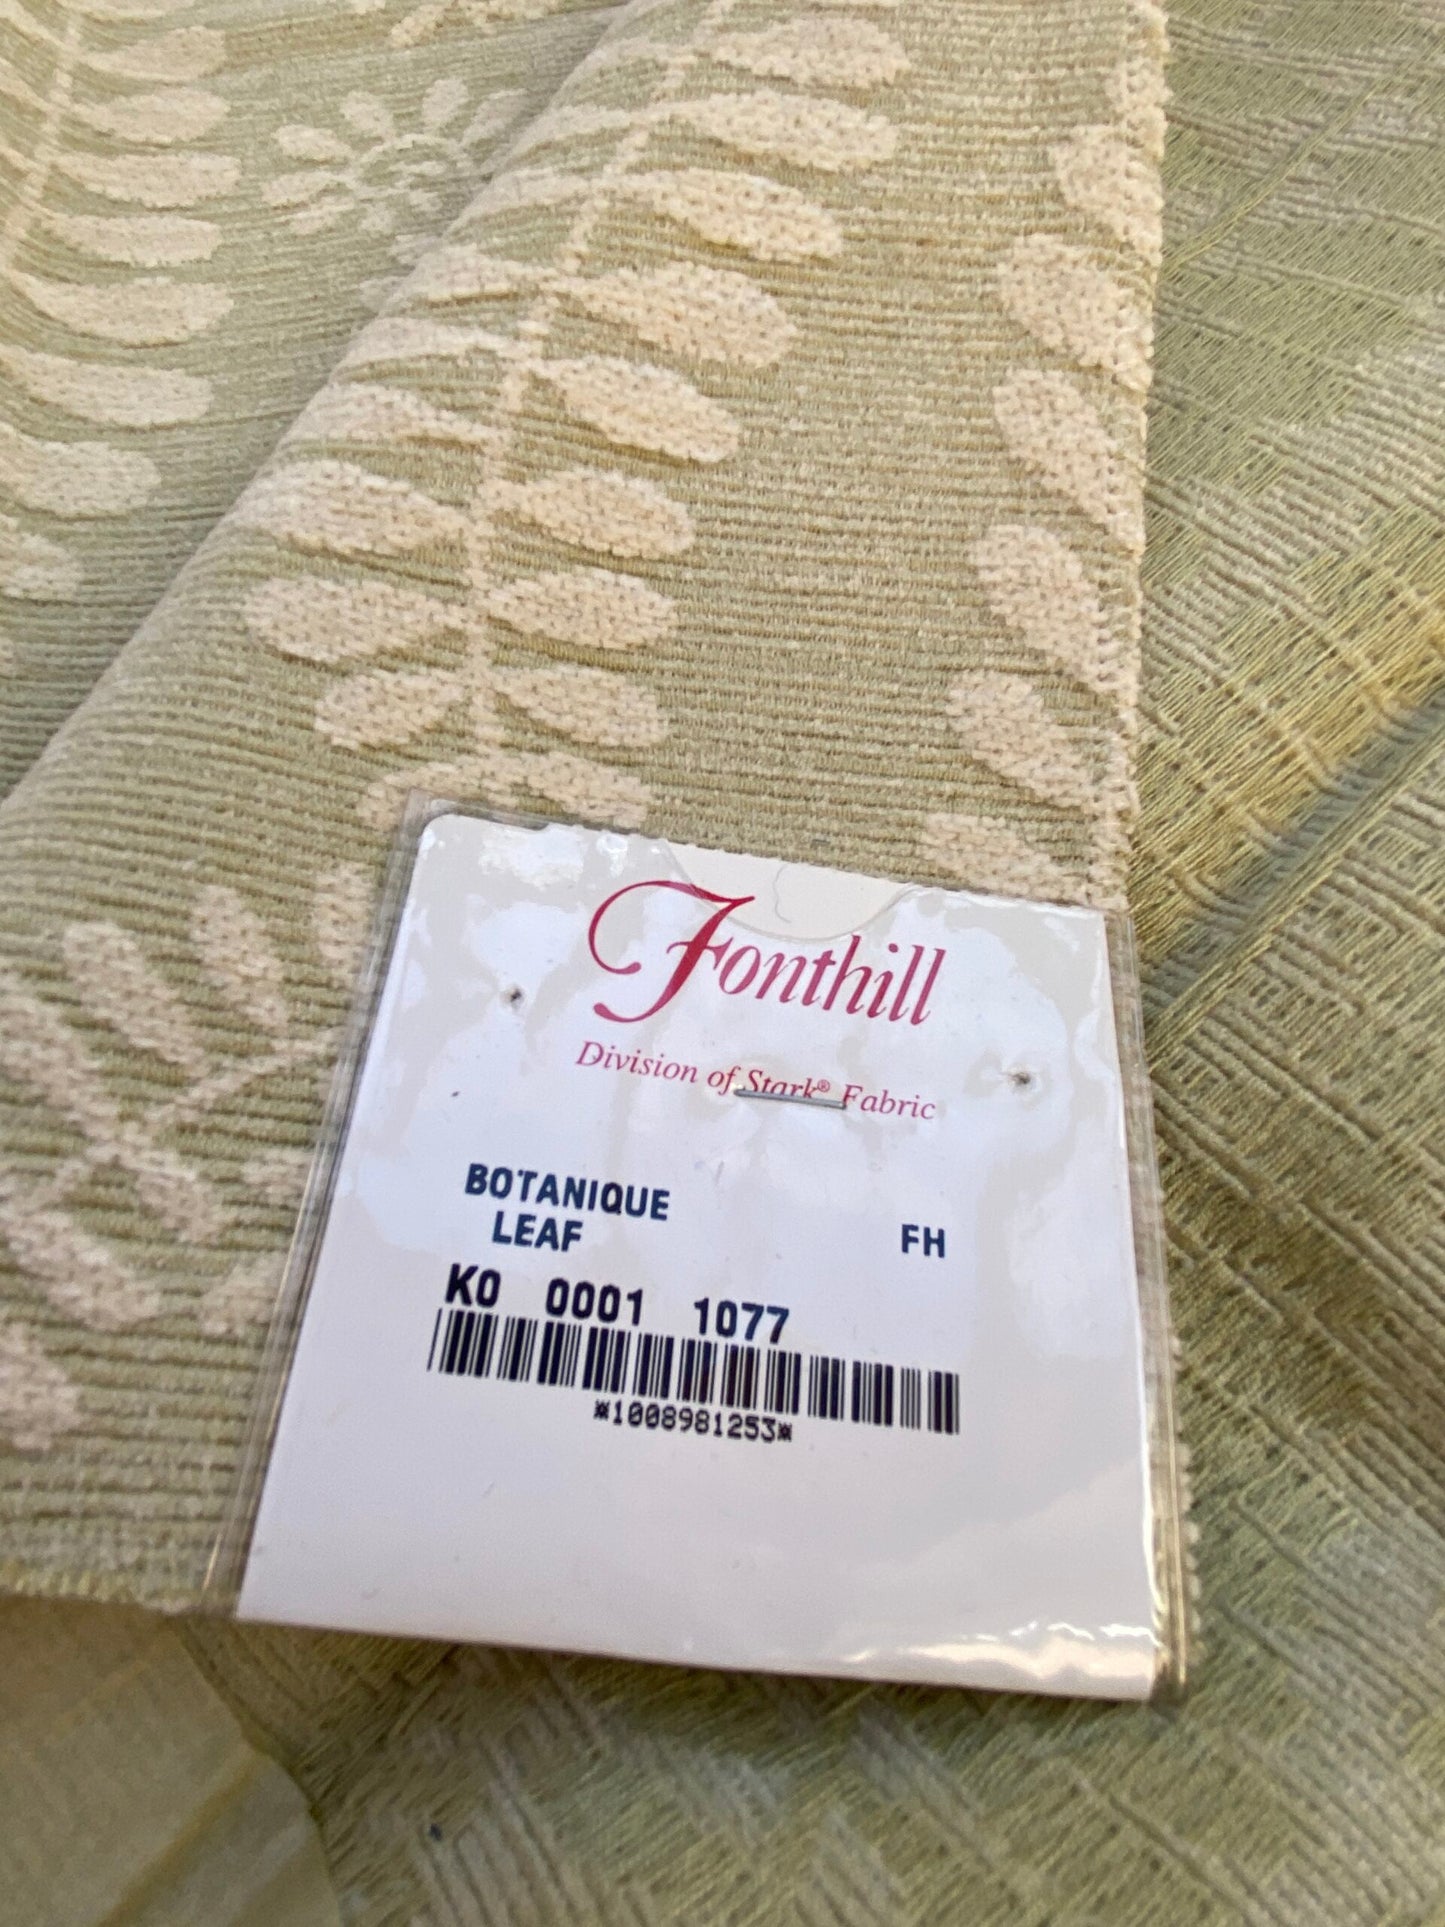 Fonthill
Division of Stark® Fabric
BOTANIQUE
LEAF FH
K0 0001 1077
*1008981253*